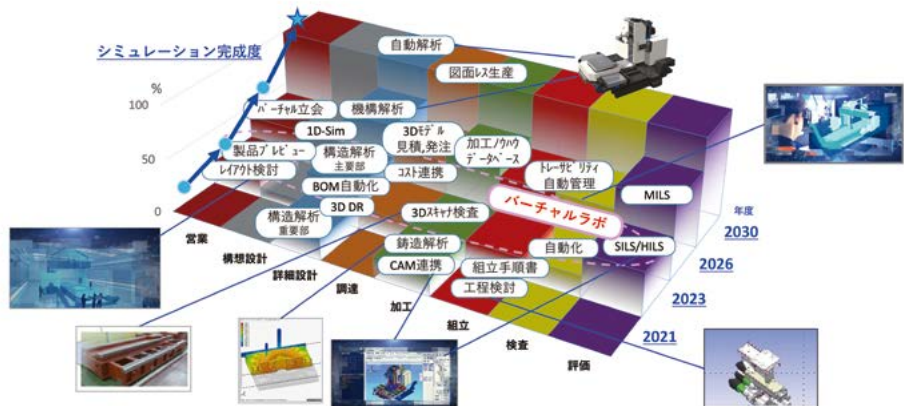 シミュレーション完成度
%
100
50
0
自動解析
図面レス生産
バーチャル立会
機構解析
1D-Sim
3Dモデル
見積,発注
加工ノウハウ
データベース
製品プレビュー
構造解析
主要部
レイアウト検討
コスト連携
トレーサビリティ
自動管理
BOM自動化
MILS
3D DR
構造解析
重要部
3Dスキャナ検査
バーチャルラボ
鋳造解析
自動化
SILS/HILS
CAM連携
組立手順書
工程検討
年度
2030
2026
2023
2021
営業
構想設計
詳細設計
調達
加工
組立
検査
評価